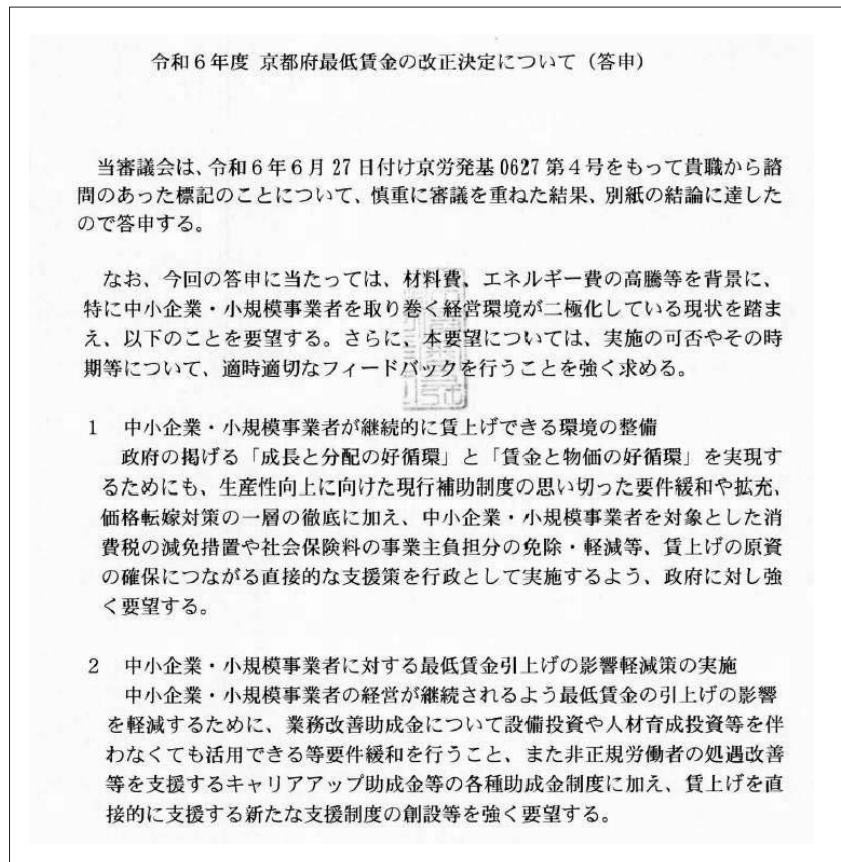 令和６年度 京都府最低賃金の改正決定について（答申）
当審議会は、令和６年６月 27 日付け京労発基 0627 第４号をもって貴職から諮
問のあった標記のことについて、慎重に審議を重ねた結果、別紙の結論に達した
ので答申する。
なお、今回の答申に当たっては、材料費、エネルギー費の高騰等を背景に、
特に中小企業・小規模事業者を取り巻く経営環境が二極化している現状を踏ま
え、以下のことを要望する。さらに、本要望については、実施の可否やその時
期等について、適時適切なフィードバックを行うことを強く求める。
１ 中小企業・小規模事業者が継続的に賃上げできる環境の整備
政府の掲げる「成長と分配の好循環」と「賃金と物価の好循環」を実現す
るためにも、生産性向上に向けた現行補助制度の思い切った要件緩和や拡充、
価格転嫁対策の一層の徹底に加え、中小企業・小規模事業者を対象とした消
費税の減免措置や社会保険料の事業主負担分の免除・軽減等、賃上げの原資
の確保につながる直接的な支援策を行政として実施するよう、政府に対し強
く要望する。
２ 中小企業・小規模事業者に対する最低賃金引上げの影響軽減策の実施
中小企業・小規模事業者の経営が継続されるよう最低賃金の引上げの影響
を軽減するために、業務改善助成金について設備投資や人材育成投資等を伴
わなくても活用できる等要件緩和を行うこと、また非正規労働者の処遇改善
等を支援するキャリアアップ助成金等の各種助成金制度に加え、賃上げを直
接的に支援する新たな支援制度の創設等を強く要望する。